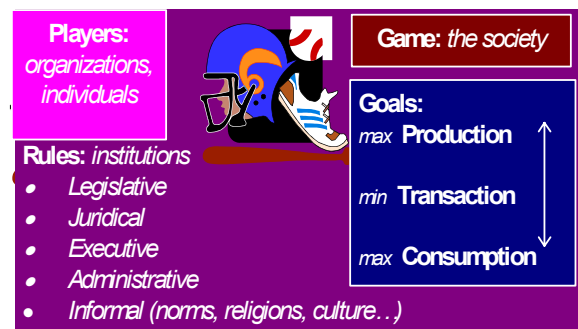 Players:
organizations,
individuals
Game: the society
Rules: institutions
● Legislative
● Juridical
● Executive
● Administrative
● Informal (norms, religions, culture…)
Goals:
max Production
min Transaction
max Consumption